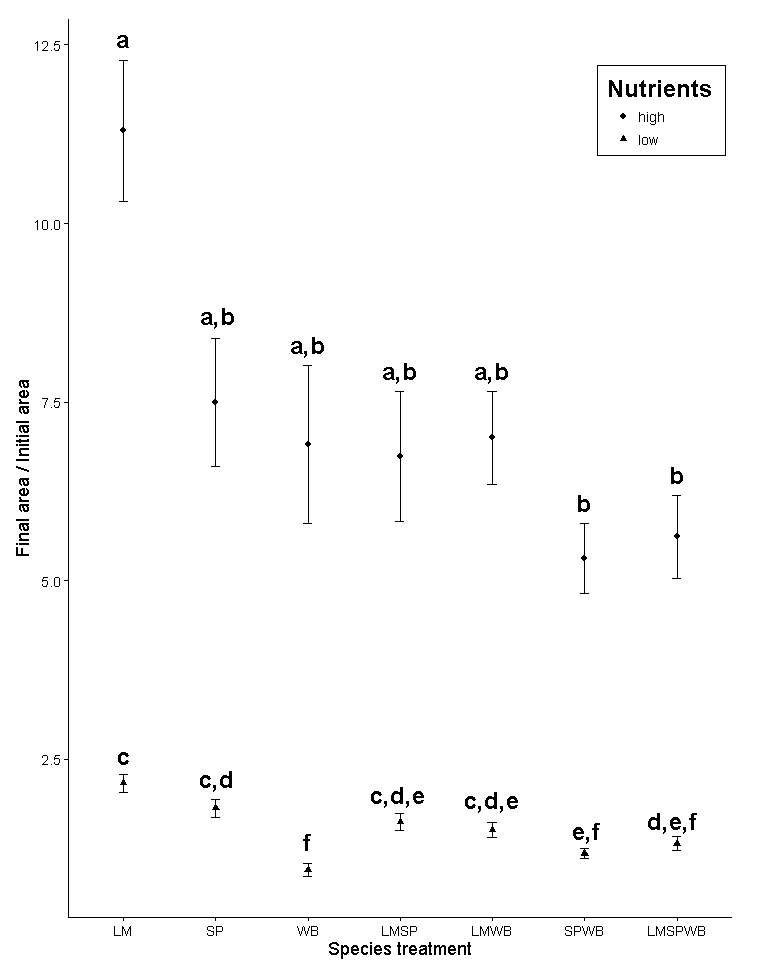 a
12.5
Nutrients
high
low
10.0
a,b
a,b
a,b
a,b
7.5
b
b
5.0
Final area / Initial area
c
2.5
c,d
c,d,e
c,d,e
d,e,f
e,f
f
LM SP WB LMSP LMWB SPWB LMSPWB
Species treatment